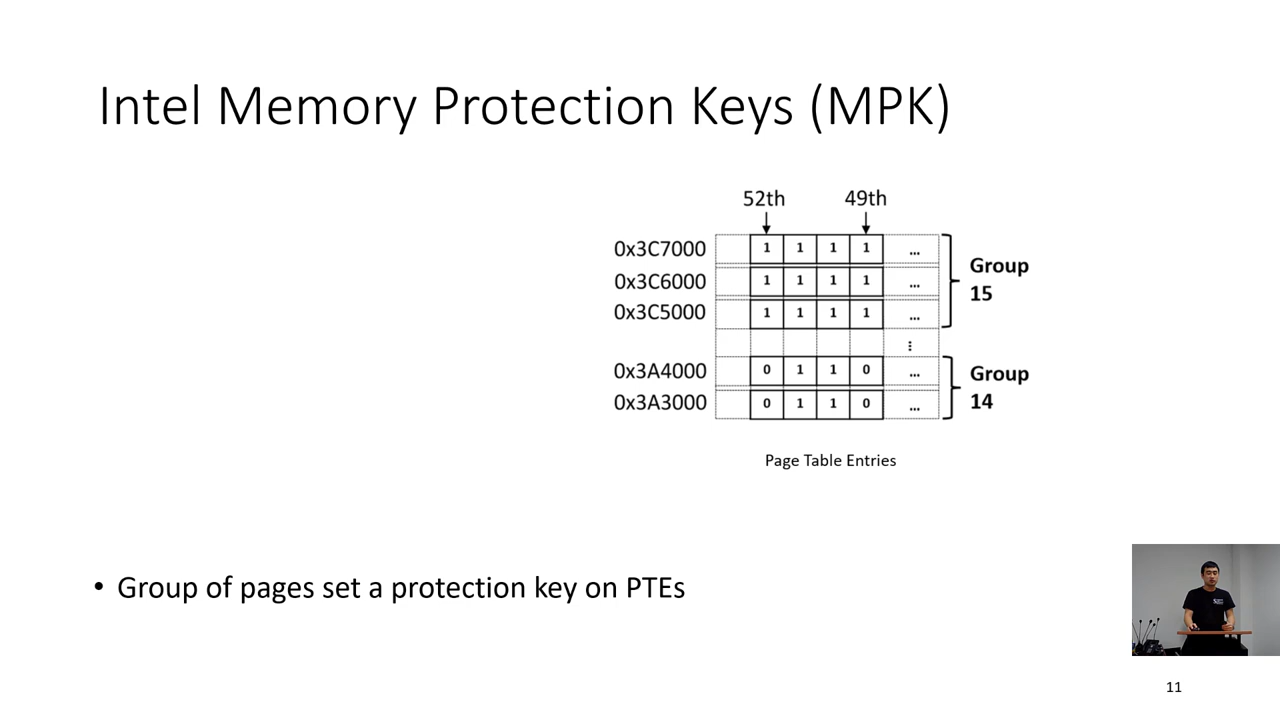 Intel Memory Protection Keys (MPK)
52th 49th
0x3C7000 1 1 1 1 ...
0x3C6000 1 1 1 1 ...
0x3C5000 1 1 1 1 ...
Group
15
⋮
0x3A4000 0 1 1 0 ...
0x3A3000 0 1 1 0 ...
Group
14
Page Table Entries
• Group of pages set a protection key on PTEs
11